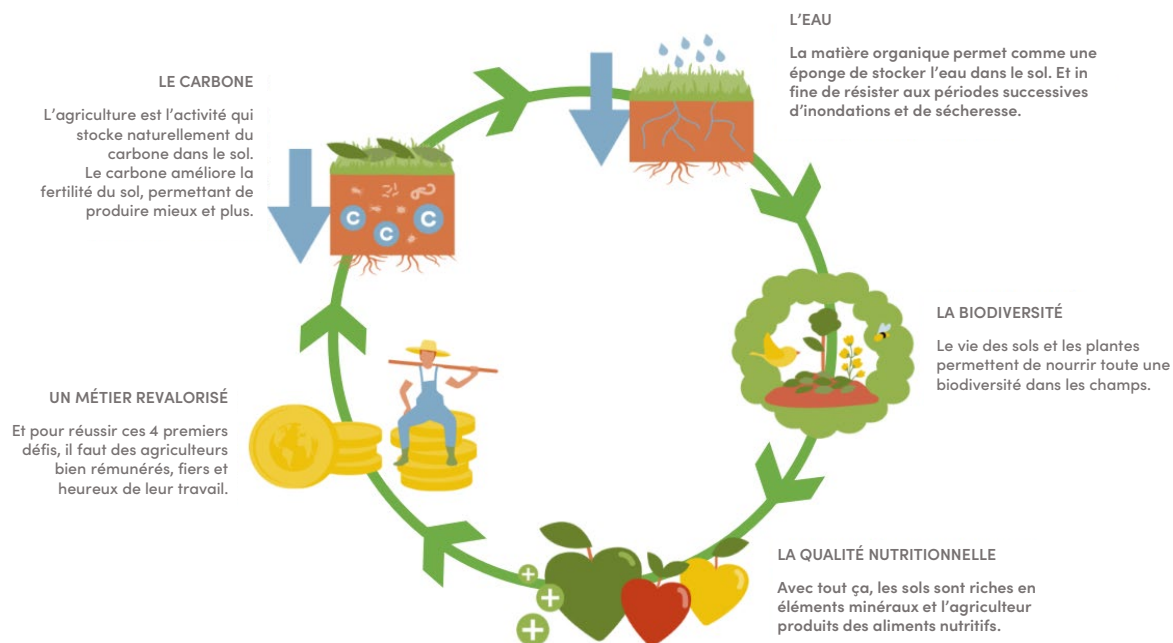 LE CARBONE
L'agriculture est l'activité qui
stocke naturellement du
carbone dans le sol.
Le carbone améliore la
fertilité du sol, permettant de
produire mieux et plus.
C
C
C
L'EAU
La matière organique permet comme une
éponge de stocker l'eau dans le sol. Et in
fine de résister aux périodes successives
d'inondations et de sécheresse.
LA BIODIVERSITÉ
Le vie des sols et les plantes
permettent de nourrir toute une
biodiversité dans les champs.
LA QUALITÉ NUTRITIONNELLE
Avec tout ça, les sols sont riches en
éléments minéraux et l'agriculteur
produits des aliments nutritifs.
UN MÉTIER REVALORISÉ
Et pour réussir ces 4 premiers
défis, il faut des agriculteurs
bien rémunérés, fiers et
heureux de leur travail.